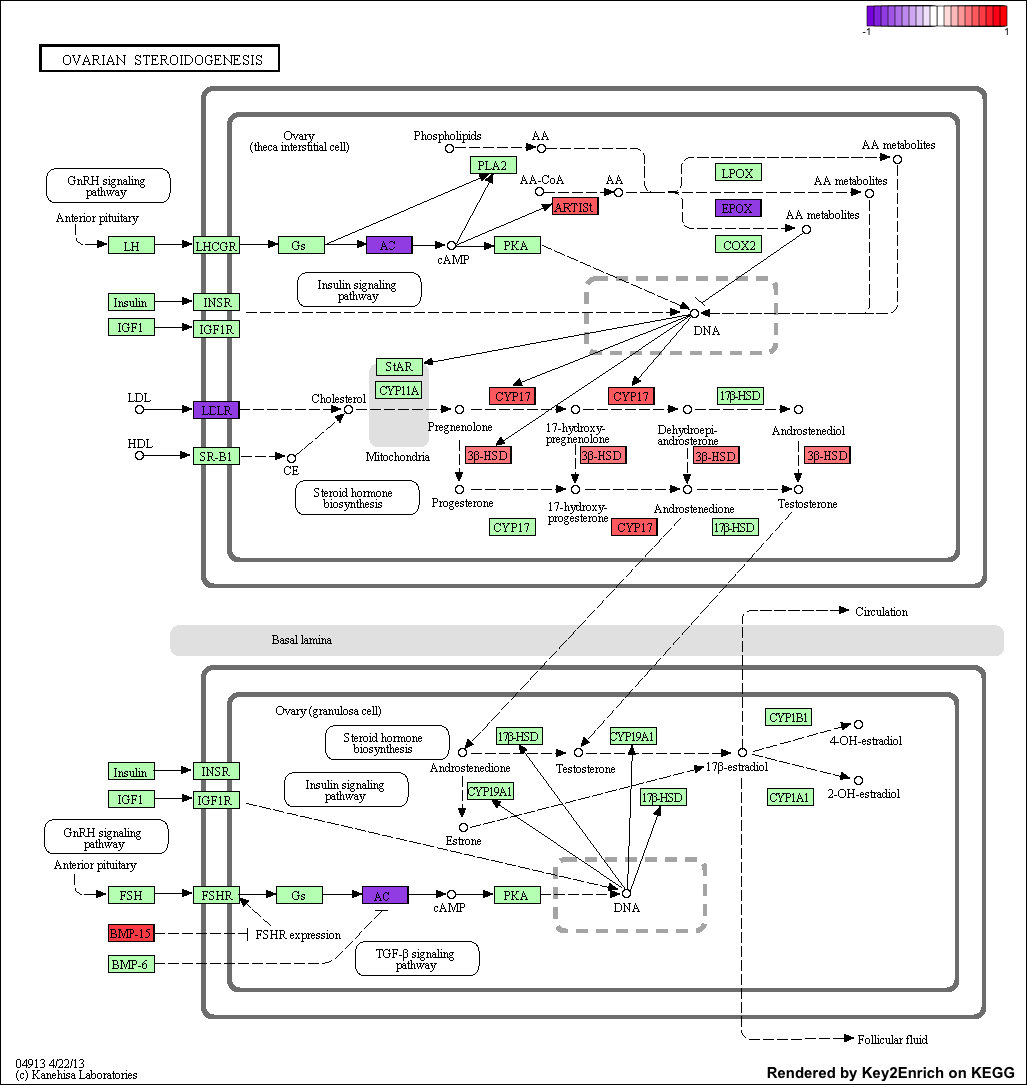 -1
1
OVARIAN STEROIDOGENESIS
Ovary
(theca interstitial cell)
Phospholipids
AA
PLA2
AA-CoA
AA
ARTISt
LPOX
EPOX
COX2
AA metabolites
AA metabolites
AA metabolites
GnRH signaling
pathway
Anterior pituitary
LH
LHCGR
Gs
AC
cAMP
PKA
Insulin signaling
pathway
Insulin
INSR
IGF1
IGF1R
DNA
StAR
CYP11A
LDL
LDLR
Cholesterol
CYP17
CYP17
17β-HSD
Pregnenolone
17-hydroxy-
pregnenolone
Dehydroepi-
androsterone
Androstenediol
HDL
SR-B1
CE
Mitochondria
3β-HSD
3β-HSD
3β-HSD
3β-HSD
Steroid hormone
biosynthesis
Progesterone
17-hydroxy-
progesterone
Androstenedione
Testosterone
CYP17
CYP17
17β-HSD
Circulation
Basal lamina
Ovary (granulosa cell)
Steroid hormone
biosynthesis
17β-HSD
CYP19A1
CYP1B1
4-OH-estradiol
Androstenedione
Testosterone
17β-estradiol
Insulin
INSR
Insulin signaling
pathway
IGF1
IGF1R
CYP19A1
17β-HSD
CYP1A1
2-OH-estradiol
GnRH signaling
pathway
Estrone
Anterior pituitary
FSH
FSHR
Gs
AC
cAMP
PKA
DNA
BMP-15
FSHR expression
BMP-6
TGF-β signaling
pathway
Follicular fluid
04913 4/22/13
(c) Kanehisa Laboratories
Rendered by Key2Enrich on KEGG